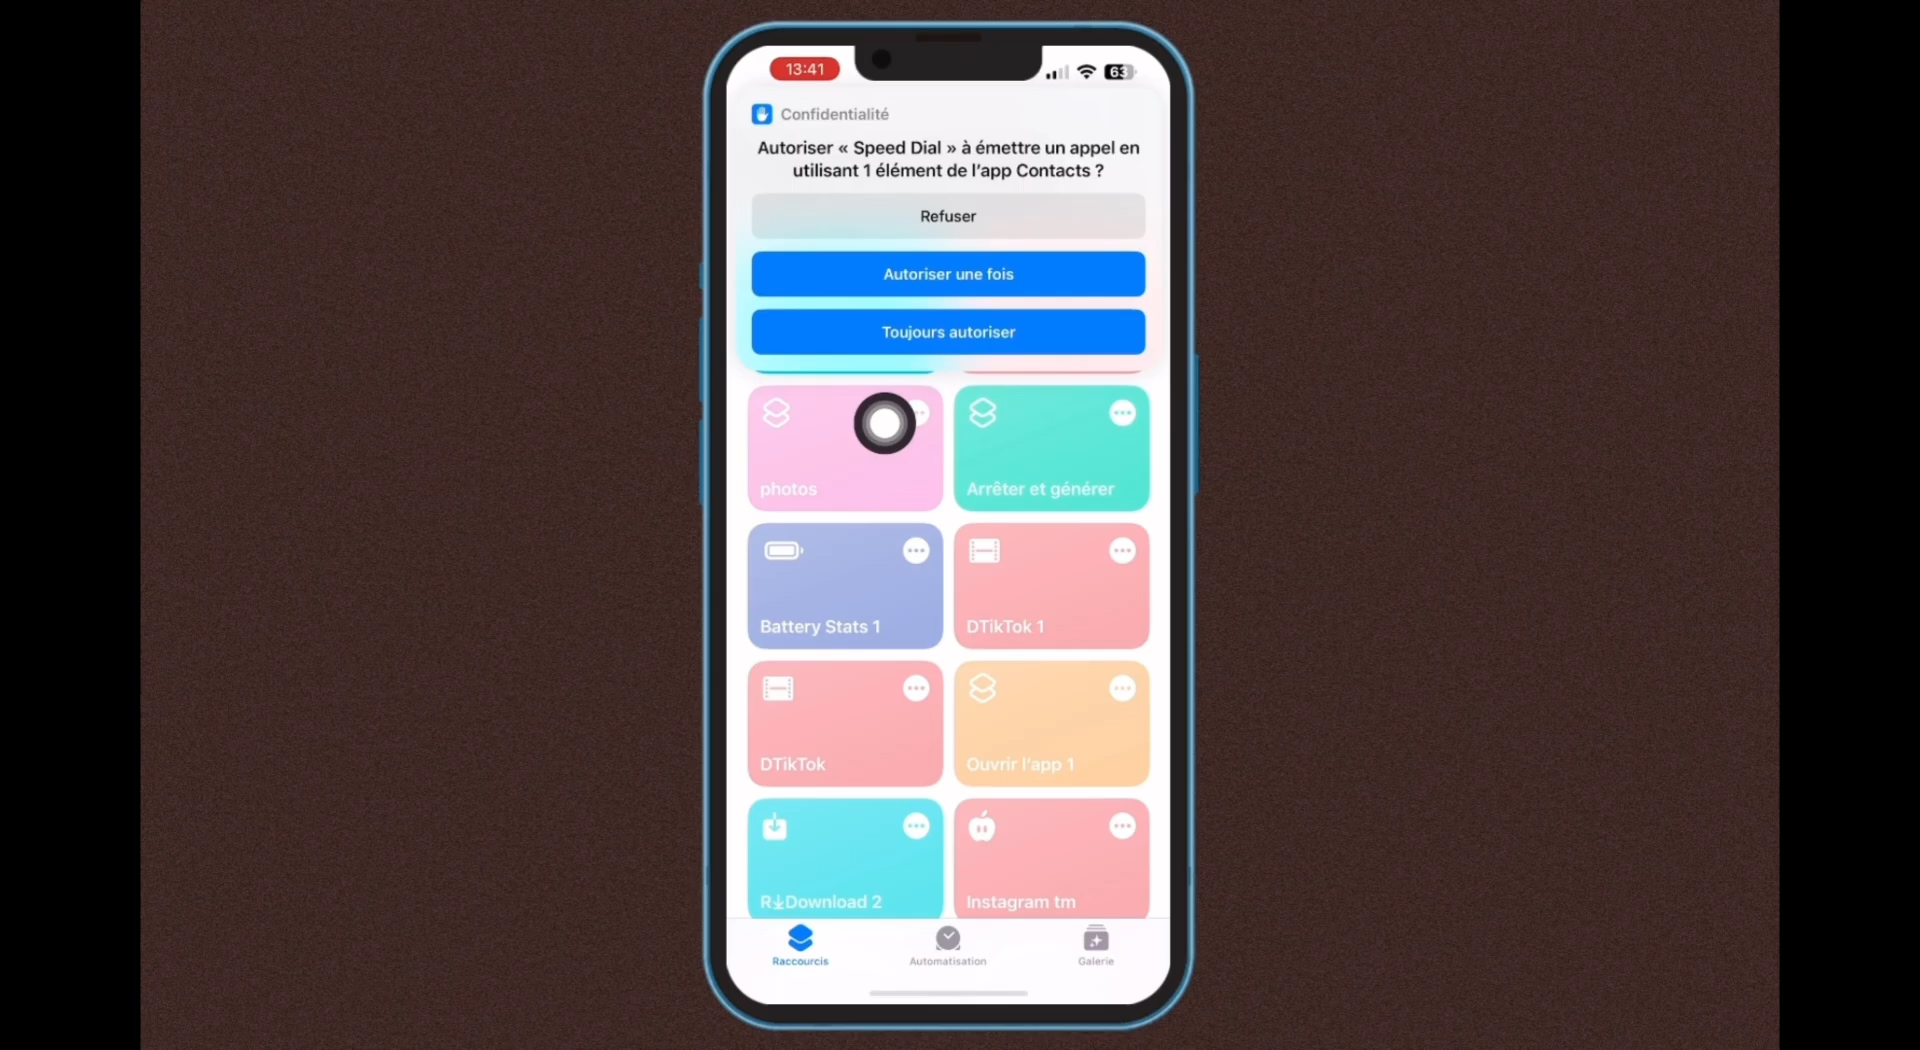 13:41
63
Confidentialité
Autoriser « Speed Dial » à émettre un appel en
utilisant 1 élément de l’app Contacts ?
Refuser
Autoriser une fois
Toujours autoriser
photos
Arrêter et générer
Battery Stats 1
DTikTok 1
DTikTok
Ouvrir l’app 1
R↓Download 2
Instagram tm
Raccourcis
Automatisation
Galerie